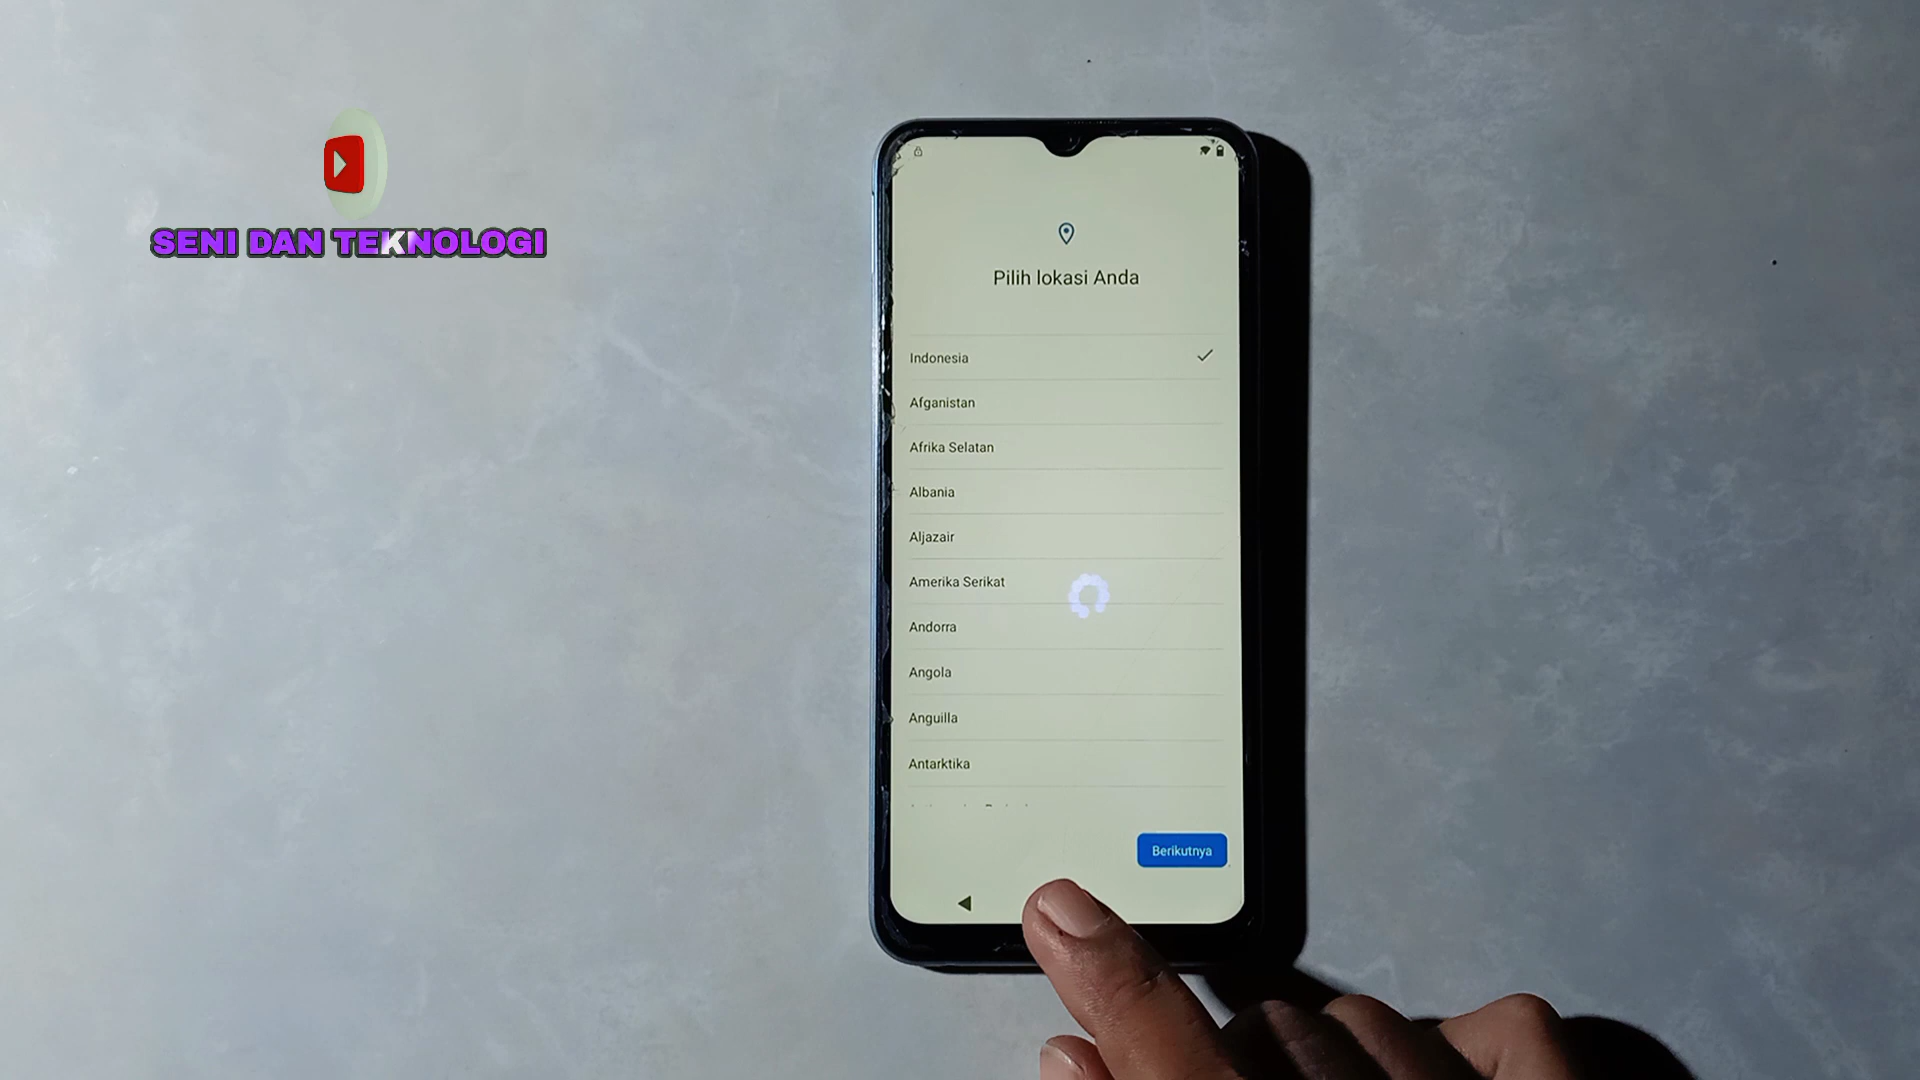 SENI DAN TEKNOLOGI
Pilih lokasi Anda
Indonesia
Afganistan
Afrika Selatan
Albania
Aljazair
Amerika Serikat
Andorra
Angola
Anguilla
Antarktika
Berikutnya